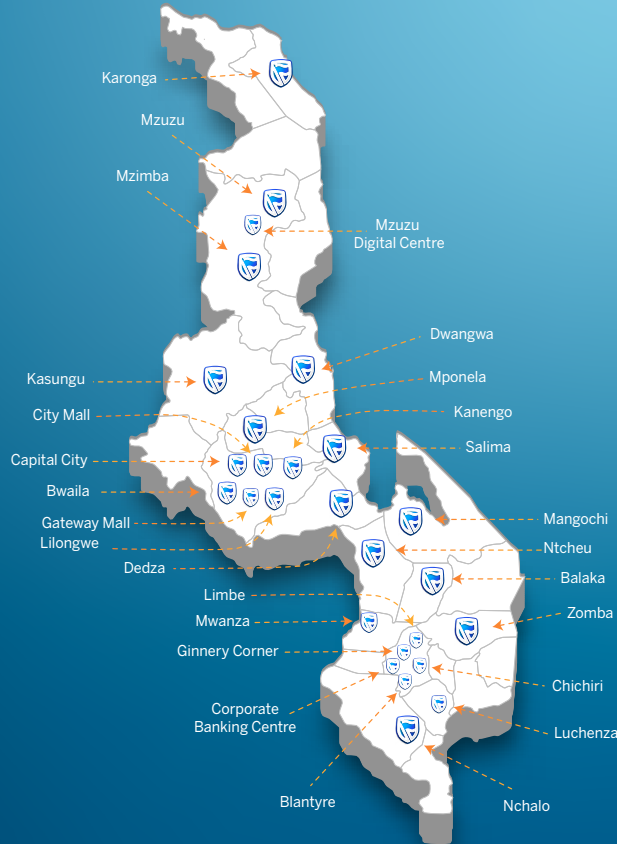 Karonga
Mzuzu
Mzimba
Mzuzu
Digital Centre
Dwangwa
Kasungu
Mponela
City Mall
Kanengo
Salima
Capital City
Bwaila
Gateway Mall
Mangochi
Lilongwe
Ntcheu
Dedza
Balaka
Limbe
Zomba
Mwanza
Ginnery Corner
Chichiri
Corporate
Banking Centre
Luchenza
Blantyre
Nchalo